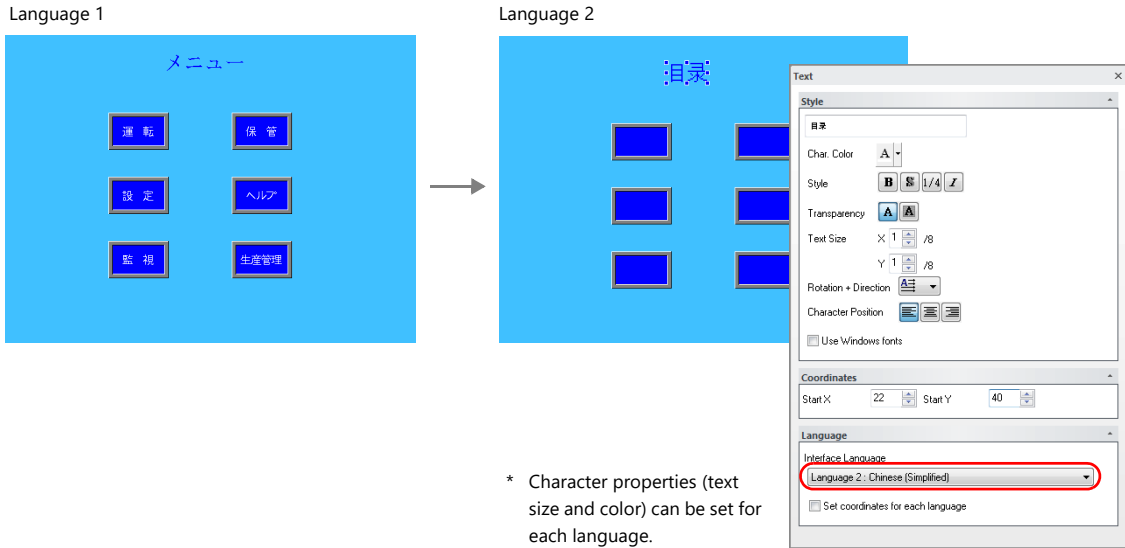 Language 1
メニュー
運 転
保 管
設 定
ヘルプ
監 視
生産管理
Language 2
目录
Text
Style
目录
Char. Color
A
Style
B S 1/4 I
Transparency
A A
Text Size X 1 /8
Y 1 /8
Rotation + Direction A
Character Position
Use Windows fonts
Coordinates
Start X 22 Start Y 40
Language
Interface Language
Language 2 : Chinese (Simplified)
Set coordinates for each language
* Character properties (text
size and color) can be set for
each language.